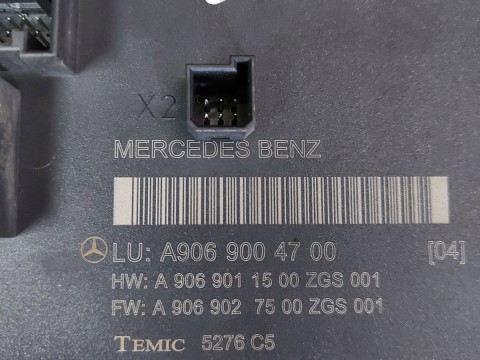 X2
MERCEDES BENZ
LU: A906 900 47 00 [04]
HW: A 906 901 15 00 ZGS 001
FW: A 906 902 75 00 ZGS 001
TEMIC 5276 C5